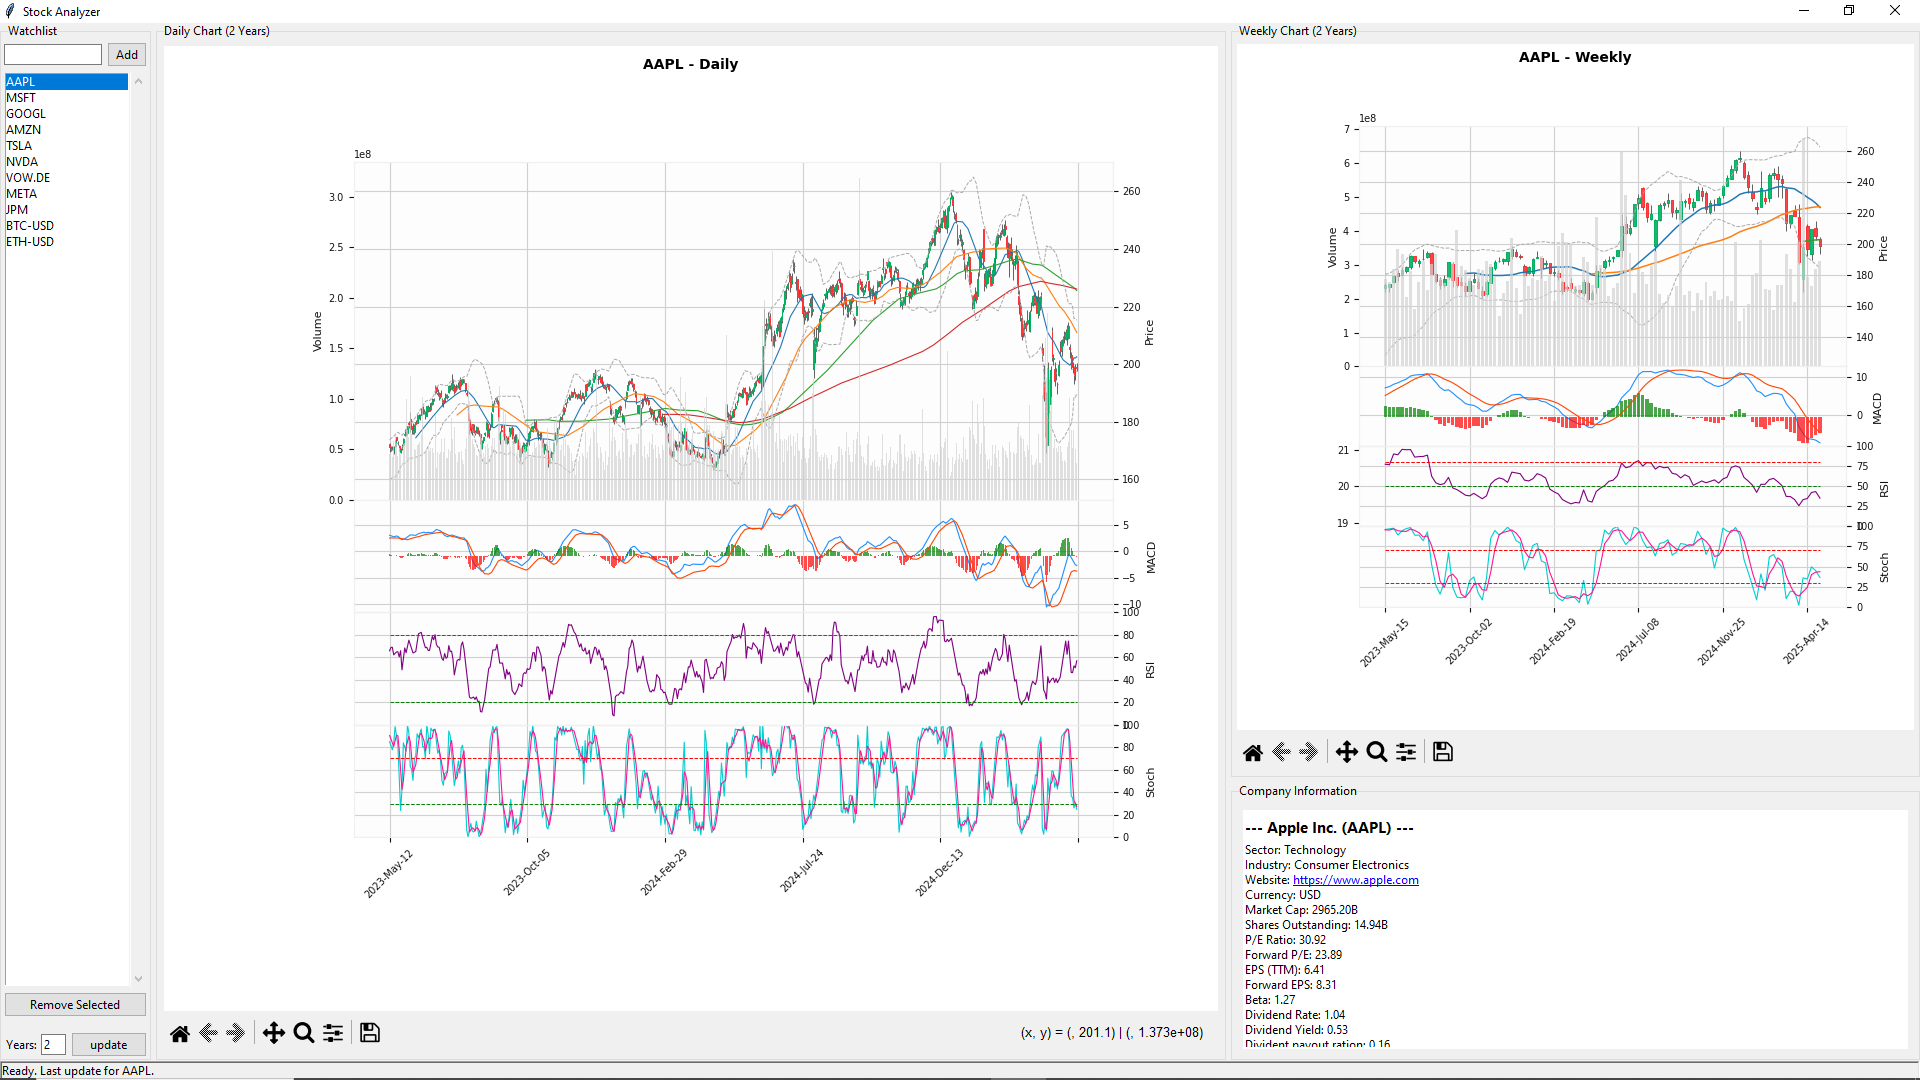 Stock Analyzer
Watchlist
Add
AAPL
MSFT
GOOGL
AMZN
TSLA
NVDA
VOW.DE
META
JPM
BTC-USD
ETH-USD
Remove Selected
Years: 2 update
Ready. Last update for AAPL.
Daily Chart (2 Years)
AAPL - Daily
1e8
3.0
2.5
2.0
1.5
1.0
0.5
0.0
Volume
260
240
220
200
180
160
Price
5
0
−5
−10
MACD
100
80
60
40
20
RSI
100
80
60
40
20
0
Stoch
2023-May-12
2023-Oct-05
2024-Feb-29
2024-Jul-24
2024-Dec-13
(x, y) = (, 201.1) | (, 1.373e+08)
Weekly Chart (2 Years)
AAPL - Weekly
1e8
7
6
5
4
3
2
1
0
Volume
260
240
220
200
180
160
140
Price
10
0
MACD
21
20
19
100
75
50
25
RSI
100
75
50
25
0
Stoch
2023-May-15
2023-Oct-02
2024-Feb-19
2024-Jul-08
2024-Nov-25
2025-Apr-14
Company Information
--- Apple Inc. (AAPL) ---
Sector: Technology
Industry: Consumer Electronics
Website: https://www.apple.com
Currency: USD
Market Cap: 2965.20B
Shares Outstanding: 14.94B
P/E Ratio: 30.92
Forward P/E: 23.89
EPS (TTM): 6.41
Forward EPS: 8.31
Beta: 1.27
Dividend Rate: 1.04
Dividend Yield: 0.53
Divident payout ration: 0.16